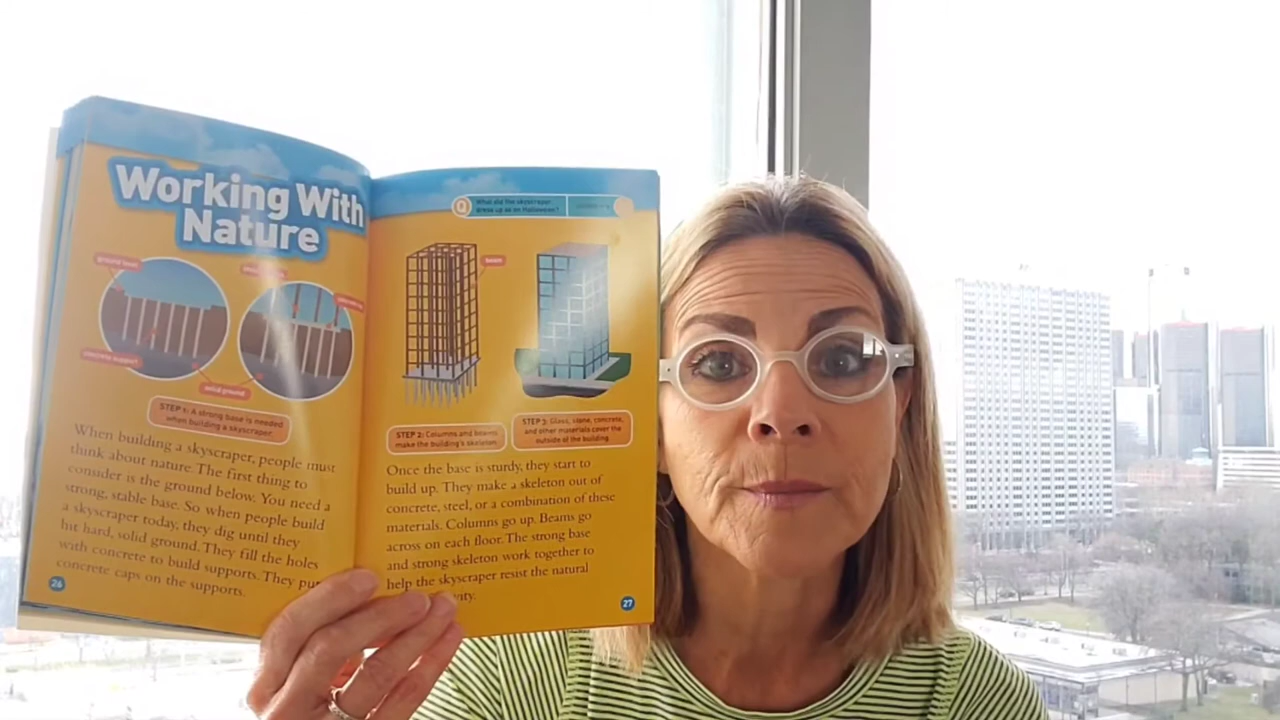 Working With
Nature
ground level
concrete support
solid ground
STEP 1: A strong base is needed
when building a skyscraper.
When building a skyscraper, people must
think about nature. The first thing to
consider is the ground below. You need a
strong, stable base. So when people build
a skyscraper today, they dig until they
hit hard, solid ground. They fill the holes
with concrete to build supports. They put
concrete caps on the supports.
26
Q
What did the skyscraper
dress up as on Halloween?
beam
STEP 2: Columns and beams
make the building's skeleton.
STEP 3: Glass, stone, concrete,
and other materials cover the
outside of the building.
Once the base is sturdy, they start to
build up. They make a skeleton out of
concrete, steel, or a combination of these
materials. Columns go up. Beams go
across on each floor. The strong base
and strong skeleton work together to
help the skyscraper resist the natural
27